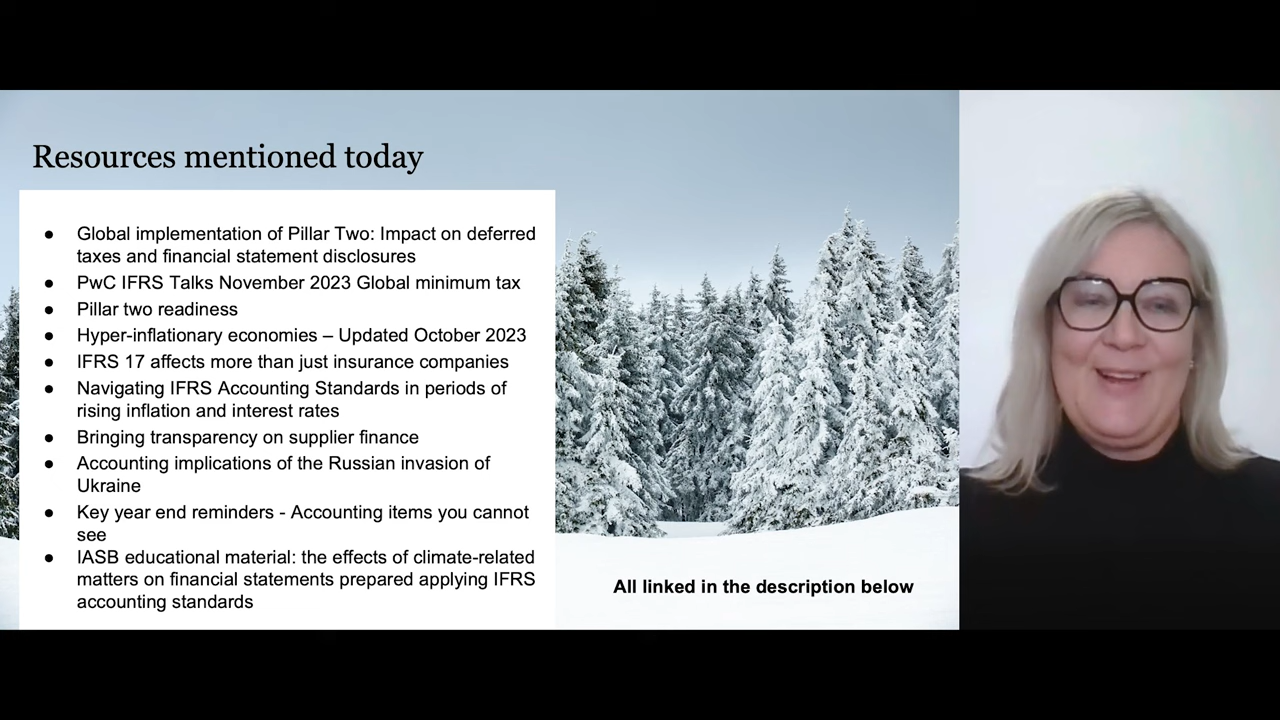 Resources mentioned today
● Global implementation of Pillar Two: Impact on deferred
taxes and financial statement disclosures
● PwC IFRS Talks November 2023 Global minimum tax
● Pillar two readiness
● Hyper-inflationary economies – Updated October 2023
● IFRS 17 affects more than just insurance companies
● Navigating IFRS Accounting Standards in periods of
rising inflation and interest rates
● Bringing transparency on supplier finance
● Accounting implications of the Russian invasion of
Ukraine
● Key year end reminders - Accounting items you cannot
see
● IASB educational material: the effects of climate-related
matters on financial statements prepared applying IFRS
accounting standards
All linked in the description below